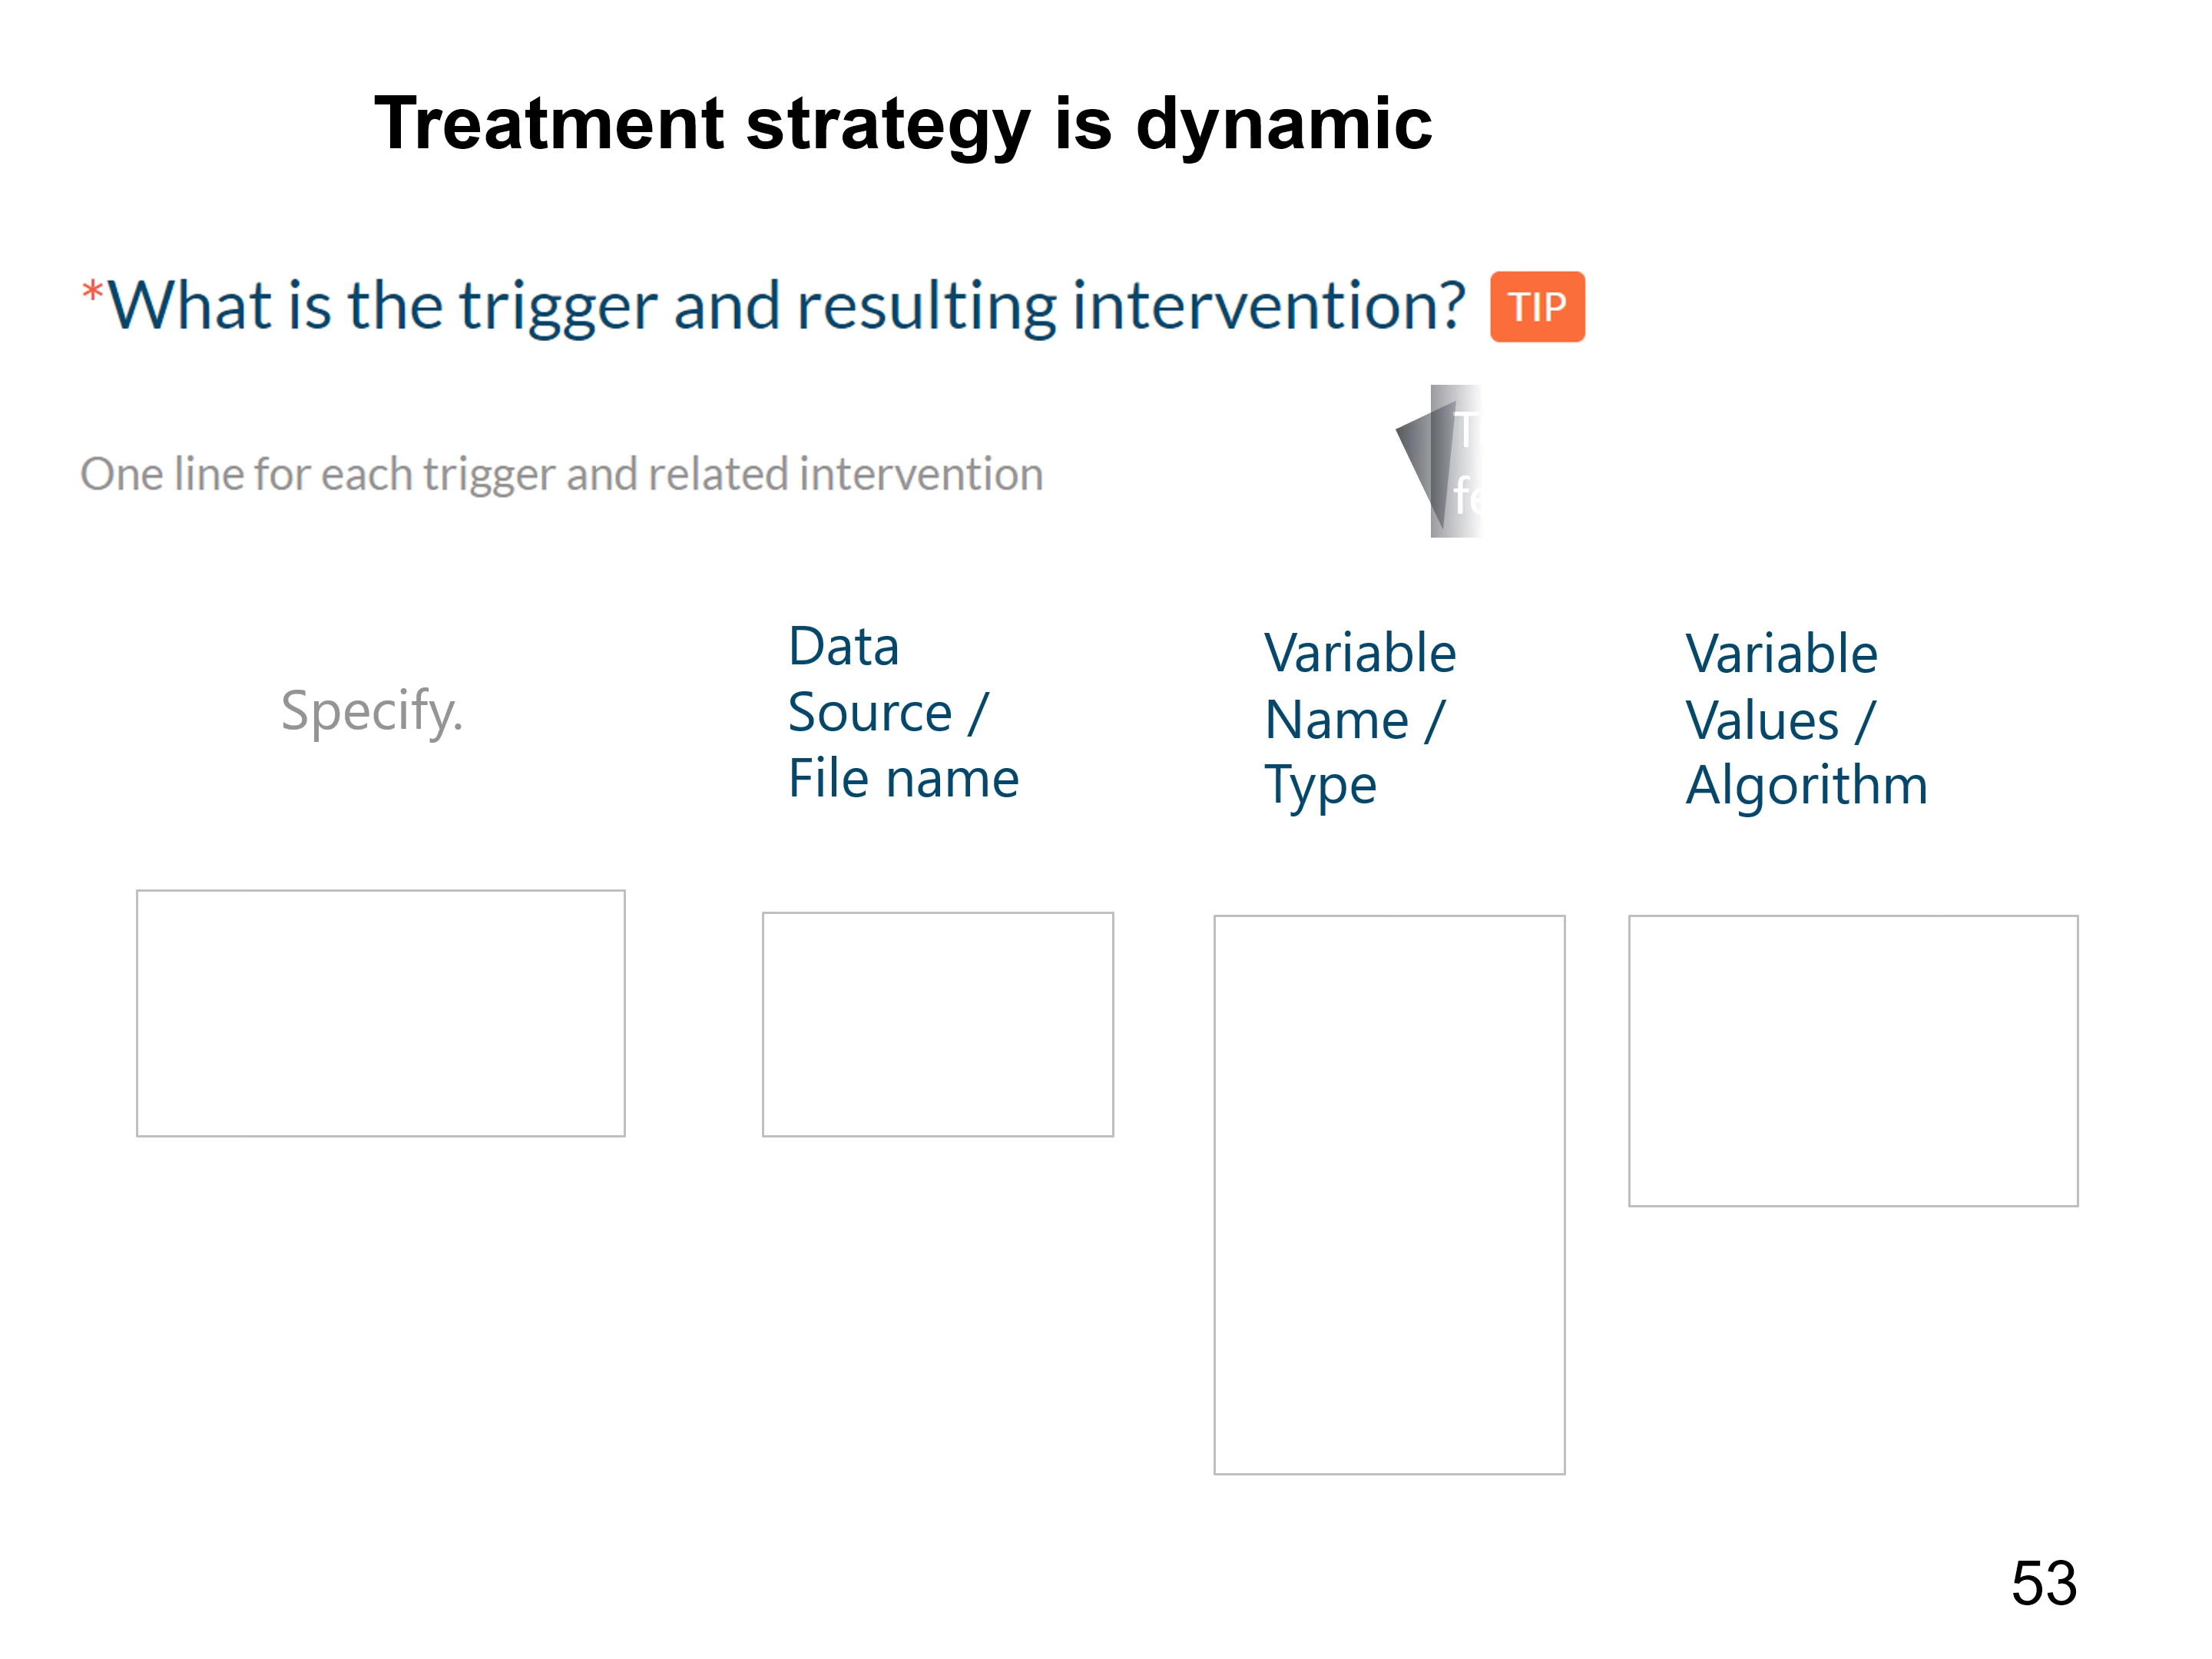 Treatment strategy is dynamic
*What is the trigger and resulting intervention? TIP
One line for each trigger and related intervention
Specify.
Data
Source /
File name
Variable
Name /
Type
Variable
Values /
Algorithm
53